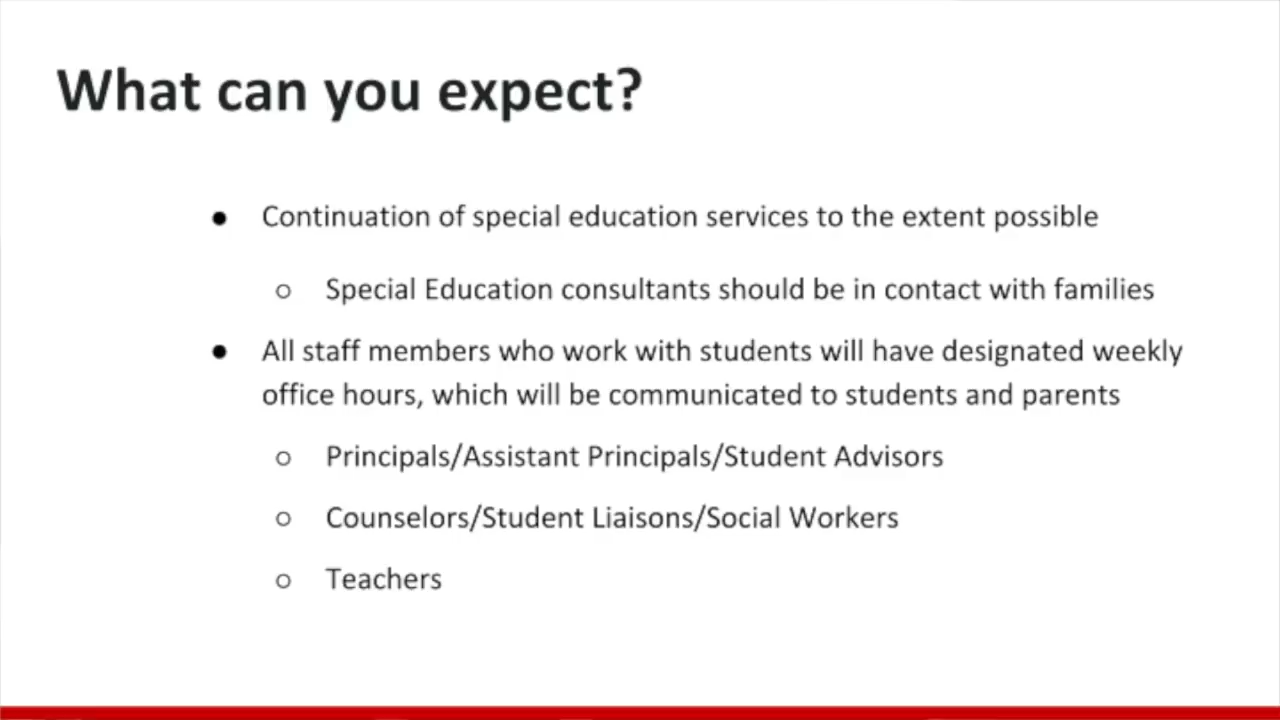 What can you expect?
● Continuation of special education services to the extent possible
○ Special Education consultants should be in contact with families
● All staff members who work with students will have designated weekly
office hours, which will be communicated to students and parents
○ Principals/Assistant Principals/Student Advisors
○ Counselors/Student Liaisons/Social Workers
○ Teachers